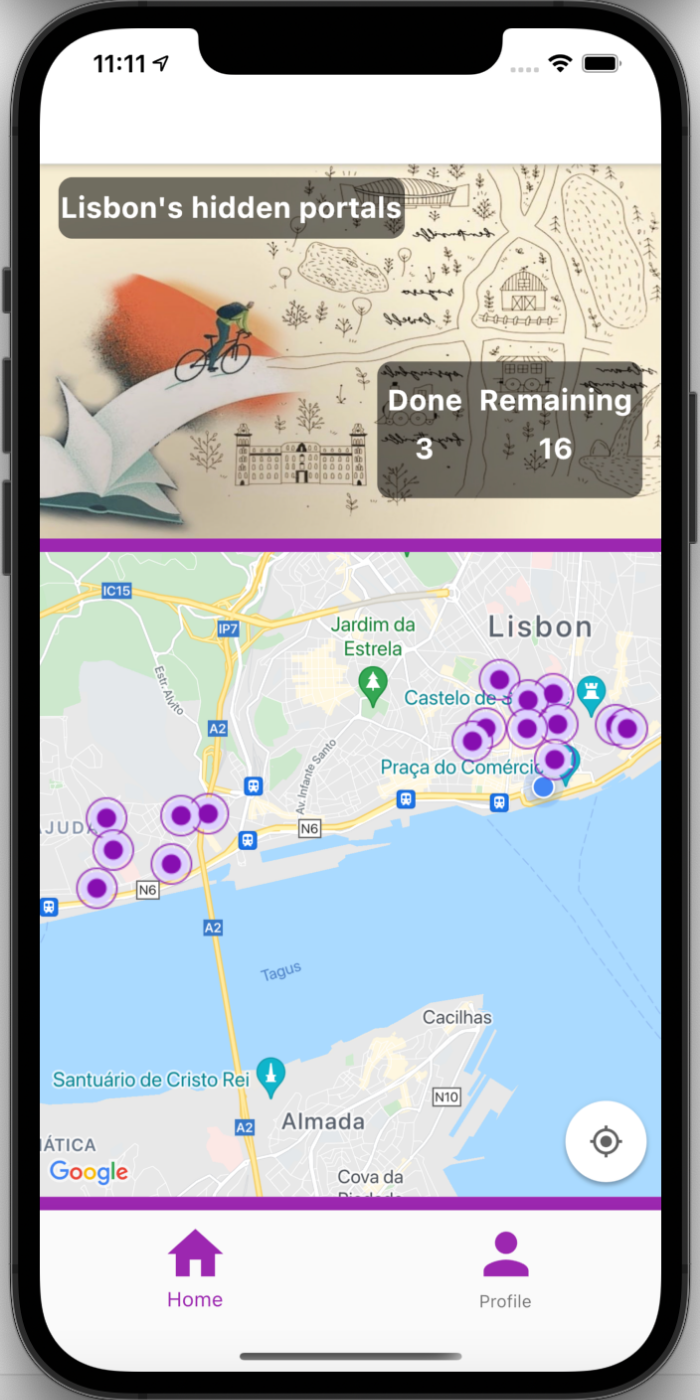 11:11
Lisbon's hidden portals
Done Remaining
3 16
IC15
IP7
Jardim da
Estrela
Lisbon
Estr. Alvito
Castelo de S
A2
Praça do Comércio
Av. Infante Santo
AJUDA
N6
N6
A2
Tagus
Cacilhas
Santuário de Cristo Rei
N10
A2
Almada
ÁTICA
Google
Cova da
Piedade
Home
Profile